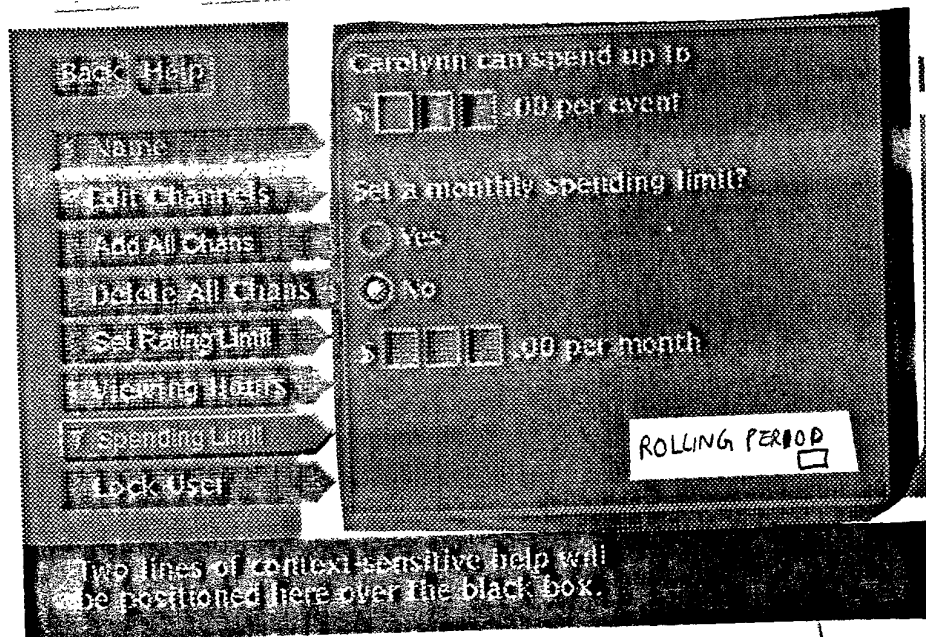 Back Help
Name
Edit Channels
Add All Chans
Delete All Chans
Set Rating Limit
Viewing Hours
7 Spending Limit
Lock User
Carolynn can spend up to
$ .00 per event
Set a monthly spending limit?
Yes
No
$ .00 per month
ROLLING PERIOD
Two lines of context-sensitive help will
be positioned here over the black box.